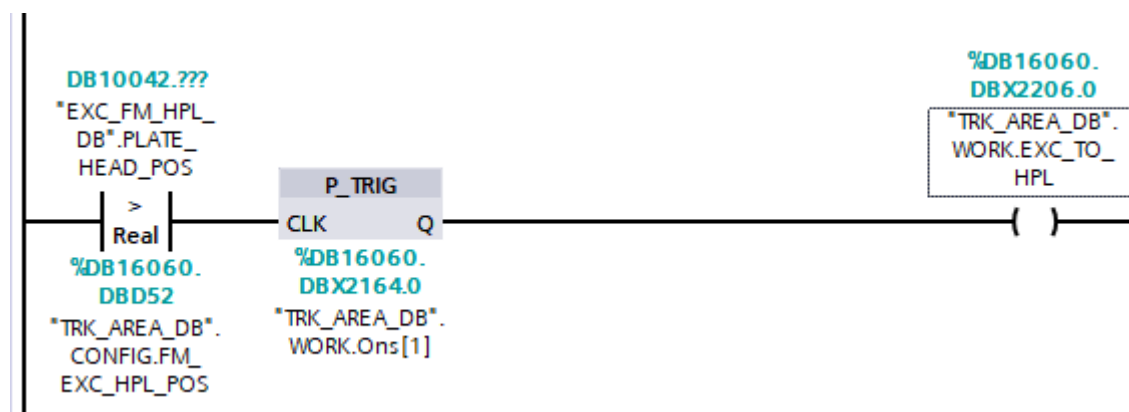 DB10042.???
"EXC_FM_HPL_
DB".PLATE_
HEAD_POS
>
Real
%DB16060.
DBD52
"TRK_AREA_DB".
CONFIG.FM_
EXC_HPL_POS
P_TRIG
CLK Q
%DB16060.
DBX2164.0
"TRK_AREA_DB".
WORK.Ons[1]
%DB16060.
DBX2206.0
"TRK_AREA_DB".
WORK.EXC_TO_
HPL